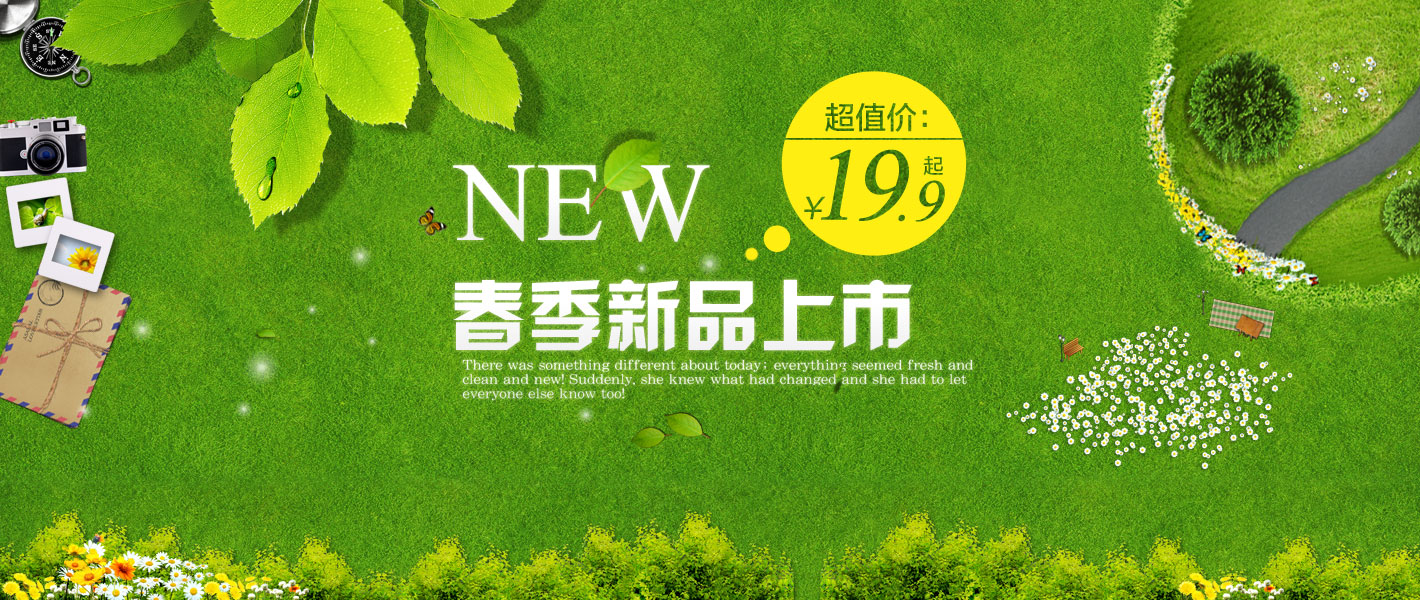 超值价:
¥19.9起
NEW
春季新品上市
There was something different about today; everything seemed fresh and
clean and new! Suddenly, she knew what had changed and she had to let
everyone else know too!